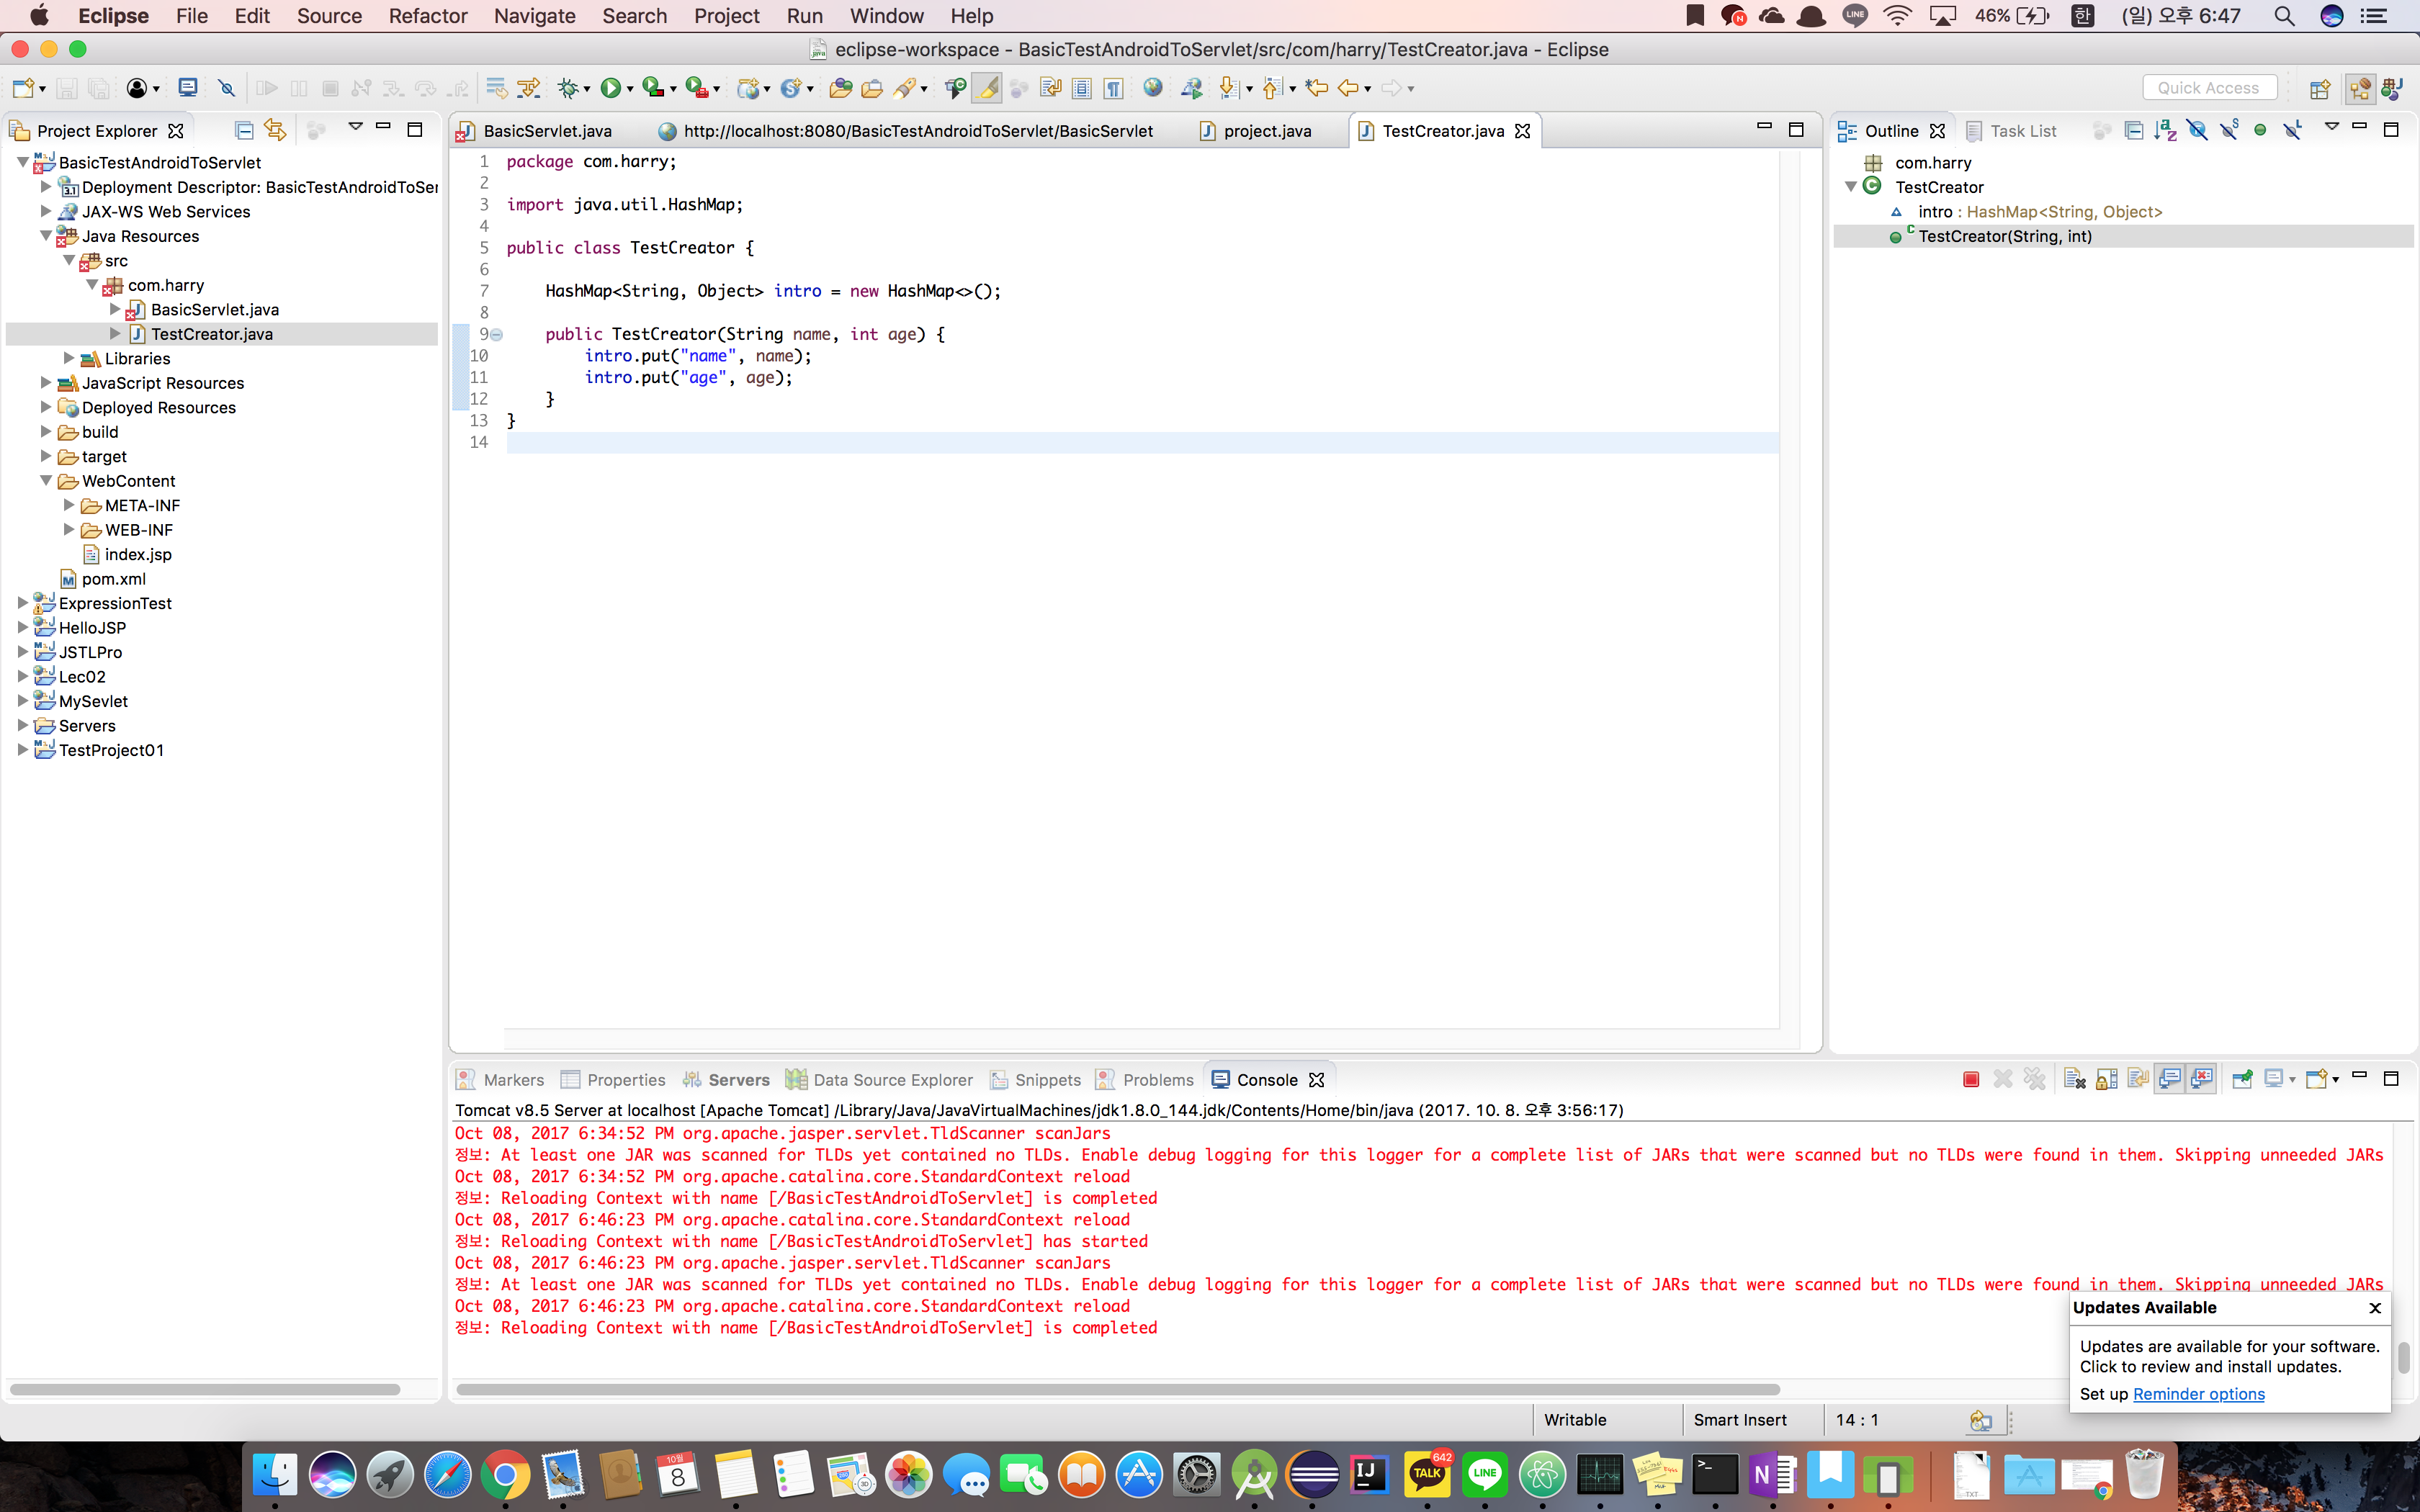 Eclipse File Edit Source Refactor Navigate Search Project Run Window Help 46% 한 (일) 오후 6:47
eclipse-workspace - BasicTestAndroidToServlet/src/com/harry/TestCreator.java - Eclipse
Quick Access
Project Explorer
BasicTestAndroidToServlet
Deployment Descriptor: BasicTestAndroidToSer
JAX-WS Web Services
Java Resources
src
com.harry
BasicServlet.java
TestCreator.java
Libraries
JavaScript Resources
Deployed Resources
build
target
WebContent
META-INF
WEB-INF
index.jsp
pom.xml
ExpressionTest
HelloJSP
JSTLPro
Lec02
MySevlet
Servers
TestProject01
BasicServlet.java http://localhost:8080/BasicTestAndroidToServlet/BasicServlet project.java TestCreator.java
1 package com.harry;
2
3 import java.util.HashMap;
4
5 public class TestCreator {
6
7 HashMap<String, Object> intro = new HashMap<>();
8
9 public TestCreator(String name, int age) {
10 intro.put("name", name);
11 intro.put("age", age);
12 }
13 }
14
Outline Task List
com.harry
TestCreator
intro : HashMap<String, Object>
TestCreator(String, int)
Markers Properties Servers Data Source Explorer Snippets Problems Console
Tomcat v8.5 Server at localhost [Apache Tomcat] /Library/Java/JavaVirtualMachines/jdk1.8.0_144.jdk/Contents/Home/bin/java (2017. 10. 8. 오후 3:56:17)
Oct 08, 2017 6:34:52 PM org.apache.jasper.servlet.TldScanner scanJars
정보: At least one JAR was scanned for TLDs yet contained no TLDs. Enable debug logging for this logger for a complete list of JARs that were scanned but no TLDs were found in them. Skipping unneeded JARs
Oct 08, 2017 6:34:52 PM org.apache.catalina.core.StandardContext reload
정보: Reloading Context with name [/BasicTestAndroidToServlet] is completed
Oct 08, 2017 6:46:23 PM org.apache.catalina.core.StandardContext reload
정보: Reloading Context with name [/BasicTestAndroidToServlet] has started
Oct 08, 2017 6:46:23 PM org.apache.jasper.servlet.TldScanner scanJars
정보: At least one JAR was scanned for TLDs yet contained no TLDs. Enable debug logging for this logger for a complete list of JARs that were scanned but no TLDs were found in them. Skipping unneeded JARs
Oct 08, 2017 6:46:23 PM org.apache.catalina.core.StandardContext reload
정보: Reloading Context with name [/BasicTestAndroidToServlet] is completed
Updates Available
Updates are available for your software.
Click to review and install updates.
Set up Reminder options
Writable Smart Insert 14 : 1
10월
8
IJ
TALK
642
LINE
N
TXT